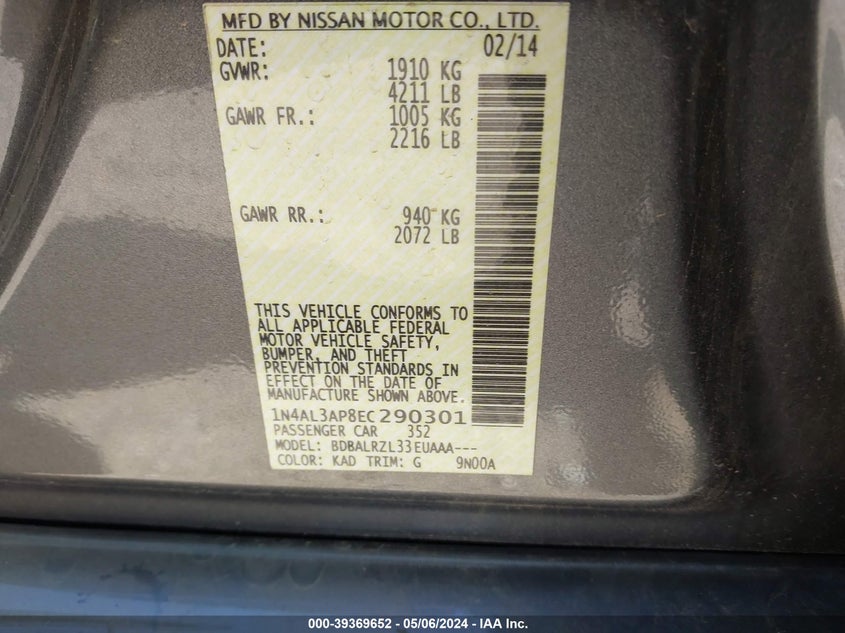 MFD BY NISSAN MOTOR CO., LTD.
DATE: 02/14
GVWR: 1910 KG
4211 LB
GAWR FR.: 1005 KG
2216 LB
GAWR RR.: 940 KG
2072 LB
THIS VEHICLE CONFORMS TO
ALL APPLICABLE FEDERAL
MOTOR VEHICLE SAFETY,
BUMPER, AND THEFT
PREVENTION STANDARDS IN
EFFECT ON THE DATE OF
MANUFACTURE SHOWN ABOVE.
1N4AL3AP8EC290301
PASSENGER CAR 352
MODEL: BDBALRZL33EUAAA---
COLOR: KAD TRIM: G 9N00A
000-39369652 - 05/06/2024 - IAA Inc.